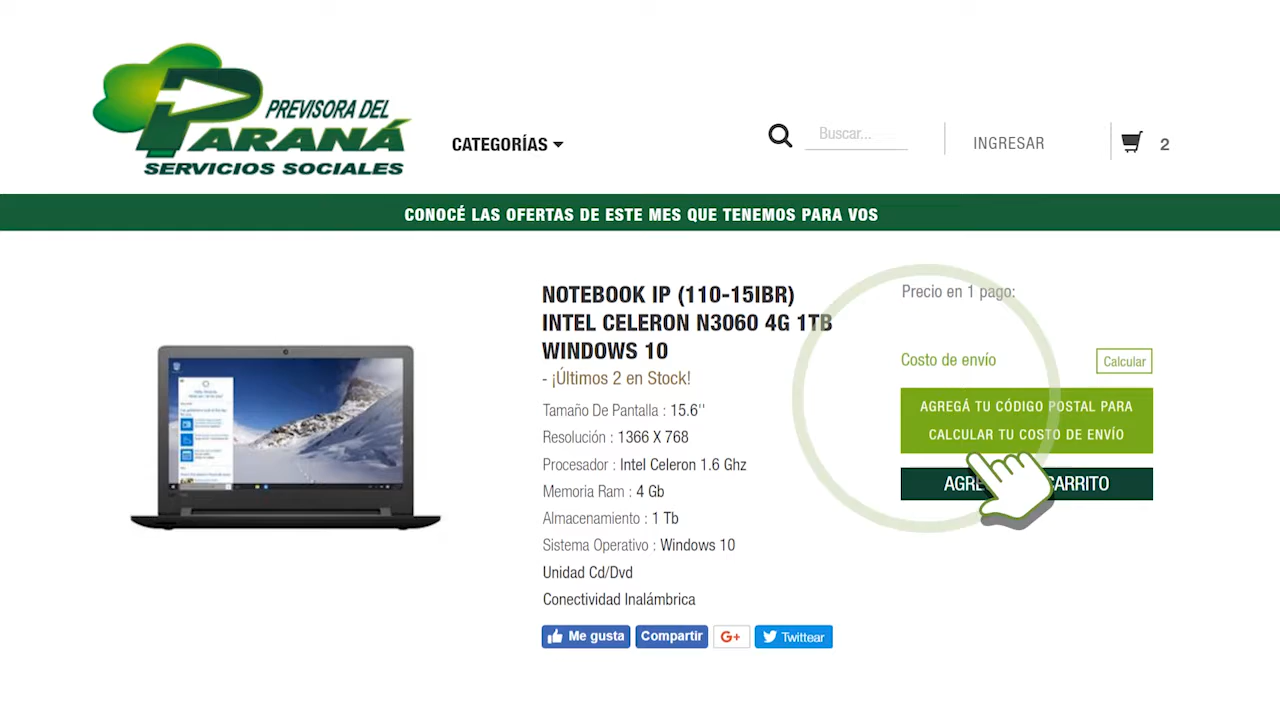 PREVISORA DEL
PARANÁ
SERVICIOS SOCIALES
CATEGORÍAS
Buscar...
INGRESAR
2
CONOCÉ LAS OFERTAS DE ESTE MES QUE TENEMOS PARA VOS
NOTEBOOK IP (110-15IBR)
INTEL CELERON N3060 4G 1TB
WINDOWS 10
- ¡Últimos 2 en Stock!
Tamaño De Pantalla : 15.6''
Resolución : 1366 X 768
Procesador : Intel Celeron 1.6 Ghz
Memoria Ram : 4 Gb
Almacenamiento : 1 Tb
Sistema Operativo : Windows 10
Unidad Cd/Dvd
Conectividad Inalámbrica
Me gusta
Compartir
G+
Twittear
Precio en 1 pago:
Costo de envío
Calcular
AGREGÁ TU CÓDIGO POSTAL PARA
CALCULAR TU COSTO DE ENVÍO